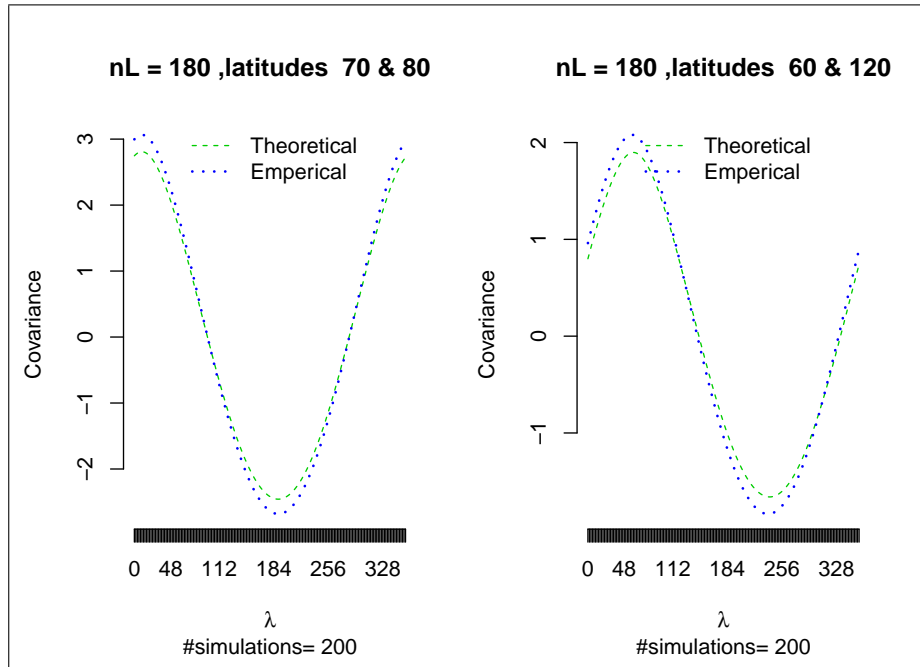 nL = 180 ,latitudes 70 & 80
Theoretical
Emperical
Covariance
3
2
1
0
−1
−2
0 48 112 184 256 328
λ
#simulations= 200
nL = 180 ,latitudes 60 & 120
Theoretical
Emperical
Covariance
2
1
0
−1
0 48 112 184 256 328
λ
#simulations= 200